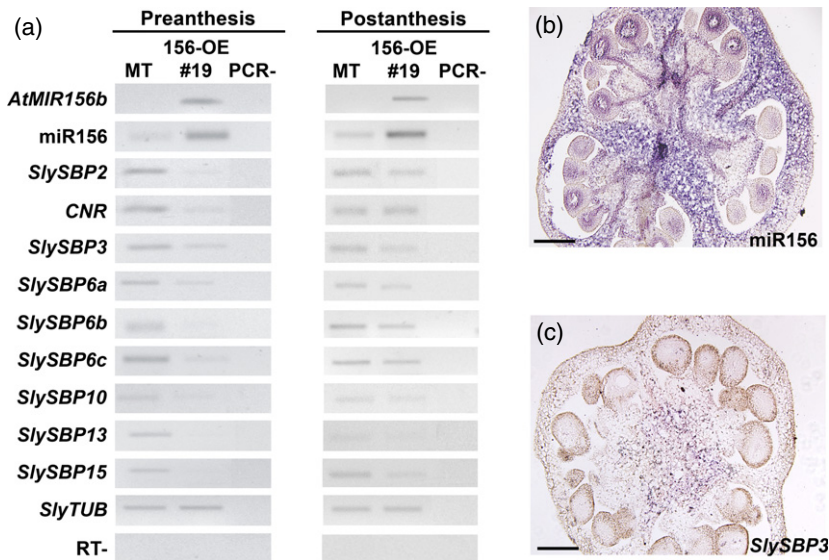 (a)
Preanthesis
Postanthesis
156-OE
156-OE
MT #19 PCR-
MT #19 PCR-
AtMIR156b
miR156
SlySBP2
CNR
SlySBP3
SlySBP6a
SlySBP6b
SlySBP6c
SlySBP10
SlySBP13
SlySBP15
SlyTUB
RT-
(b)
miR156
(c)
SlySBP3